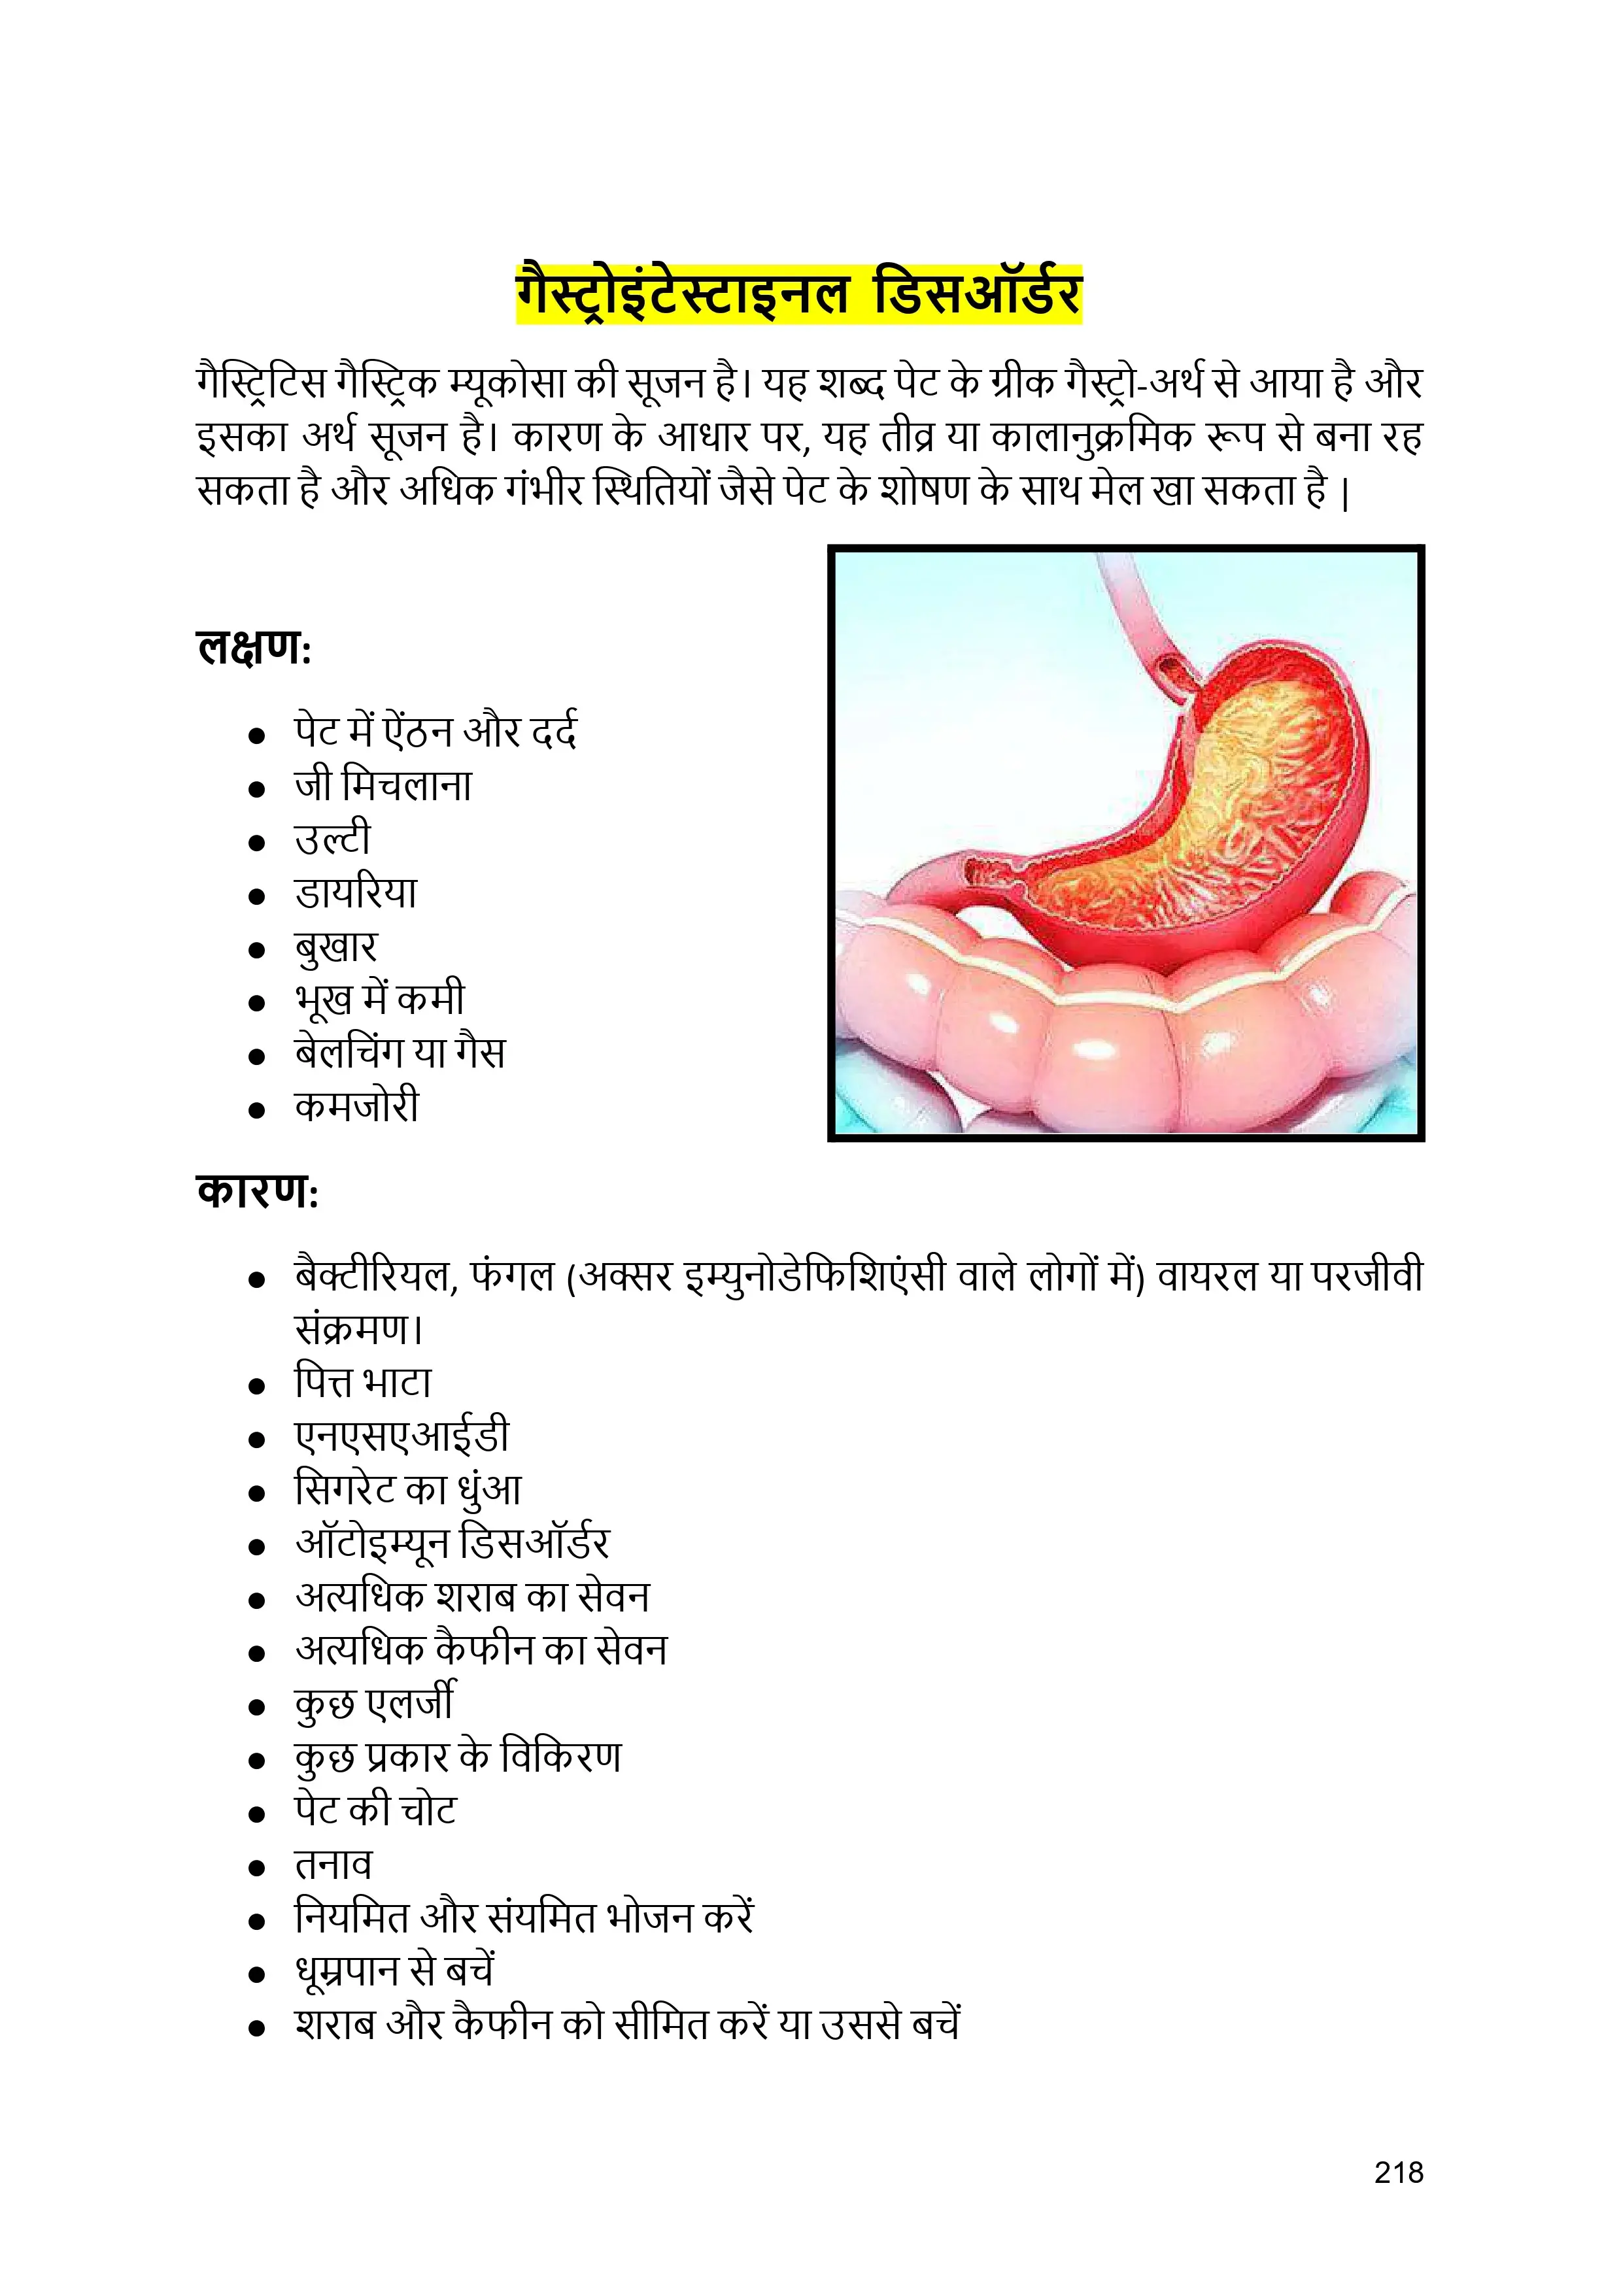 गैस्ट्रोइंटेस्टाइनल डिसऑर्डर
गैस्ट्रिटिस गैस्ट्रिक म्यूकोसा की सूजन है। यह शब्द पेट के ग्रीक गैस्ट्रो-अर्थ से आया है और
इसका अर्थ सूजन है। कारण के आधार पर, यह तीव्र या कालानुक्रमिक रूप से बना रह
सकता है और अधिक गंभीर स्थितियों जैसे पेट के शोषण के साथ मेल खा सकता है |
लक्षण:
● पेट में ऐंठन और दर्द
● जी मिचलाना
● उल्टी
● डायरिया
● बुखार
● भूख में कमी
● बेलचिंग या गैस
● कमजोरी
कारण:
● बैक्टीरियल, फंगल (अक्सर इम्युनोडेफिशिएंसी वाले लोगों में) वायरल या परजीवी
संक्रमण।
● पित्त भाटा
● एनएसएआईडी
● सिगरेट का धुंआ
● ऑटोइम्यून डिसऑर्डर
● अत्यधिक शराब का सेवन
● अत्यधिक कैफीन का सेवन
● कुछ एलर्जी
● कुछ प्रकार के विकिरण
● पेट की चोट
● तनाव
● नियमित और संयमित भोजन करें
● धूम्रपान से बचें
● शराब और कैफीन को सीमित करें या उससे बचें
218